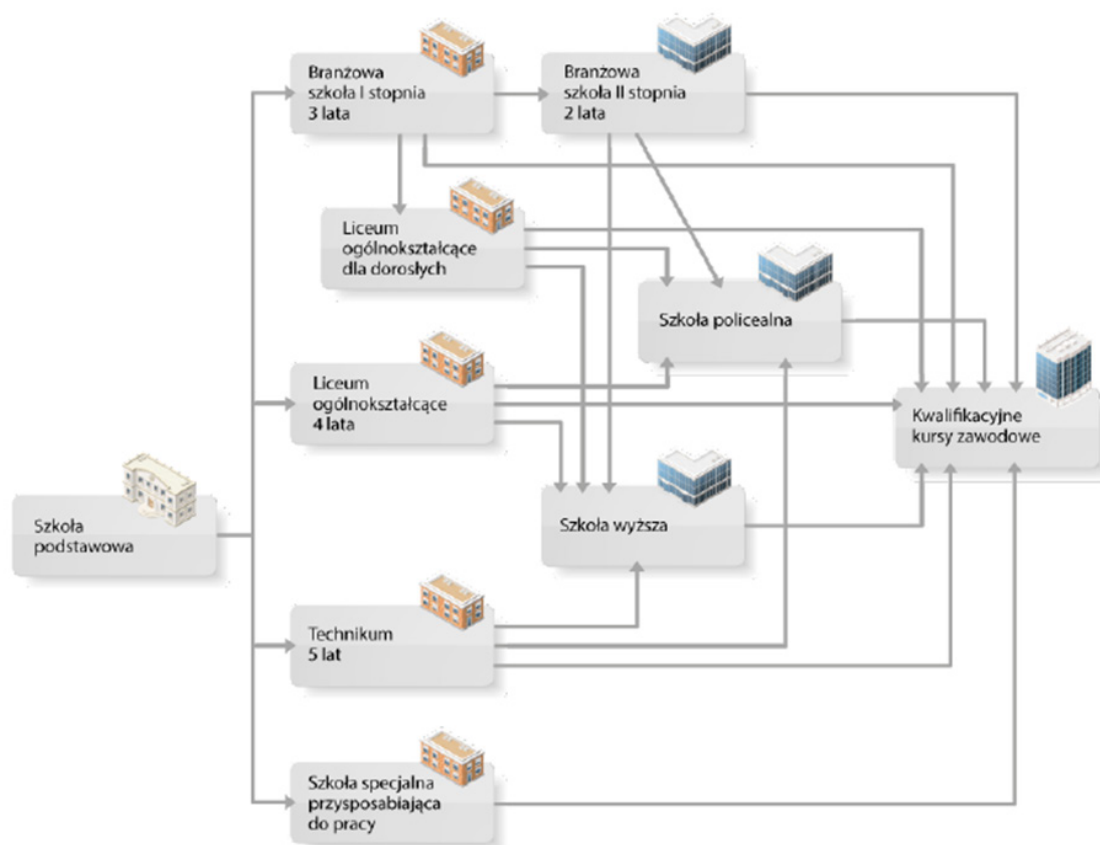 Branżowa
szkoła I stopnia
3 lata
Branżowa
szkoła II stopnia
2 lata
Liceum
ogólnokształcące
dla dorosłych
Szkoła policealna
Liceum
ogólnokształcące
4 lata
Kwalifikacyjne
kursy zawodowe
Szkoła
podstawowa
Szkoła wyższa
Technikum
5 lat
Szkoła specjalna
przysposabiająca
do pracy